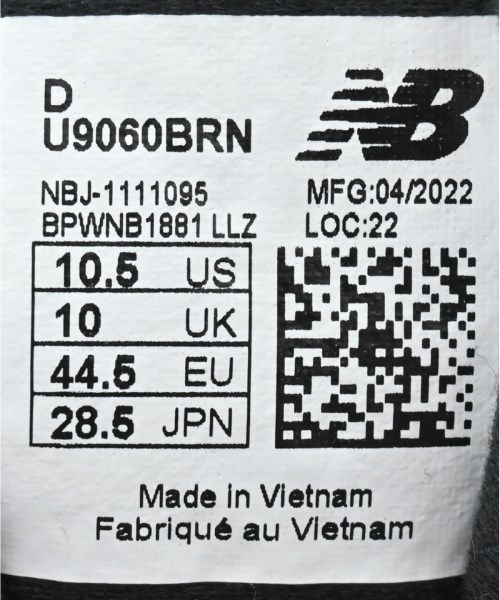 D
U9060BRN
NB
NBJ-1111095
MFG:04/2022
BPWNB1881 LLZ
LOC:22
10.5 US
10 UK
44.5 EU
28.5 JPN
Made in Vietnam
Fabriqué au Vietnam